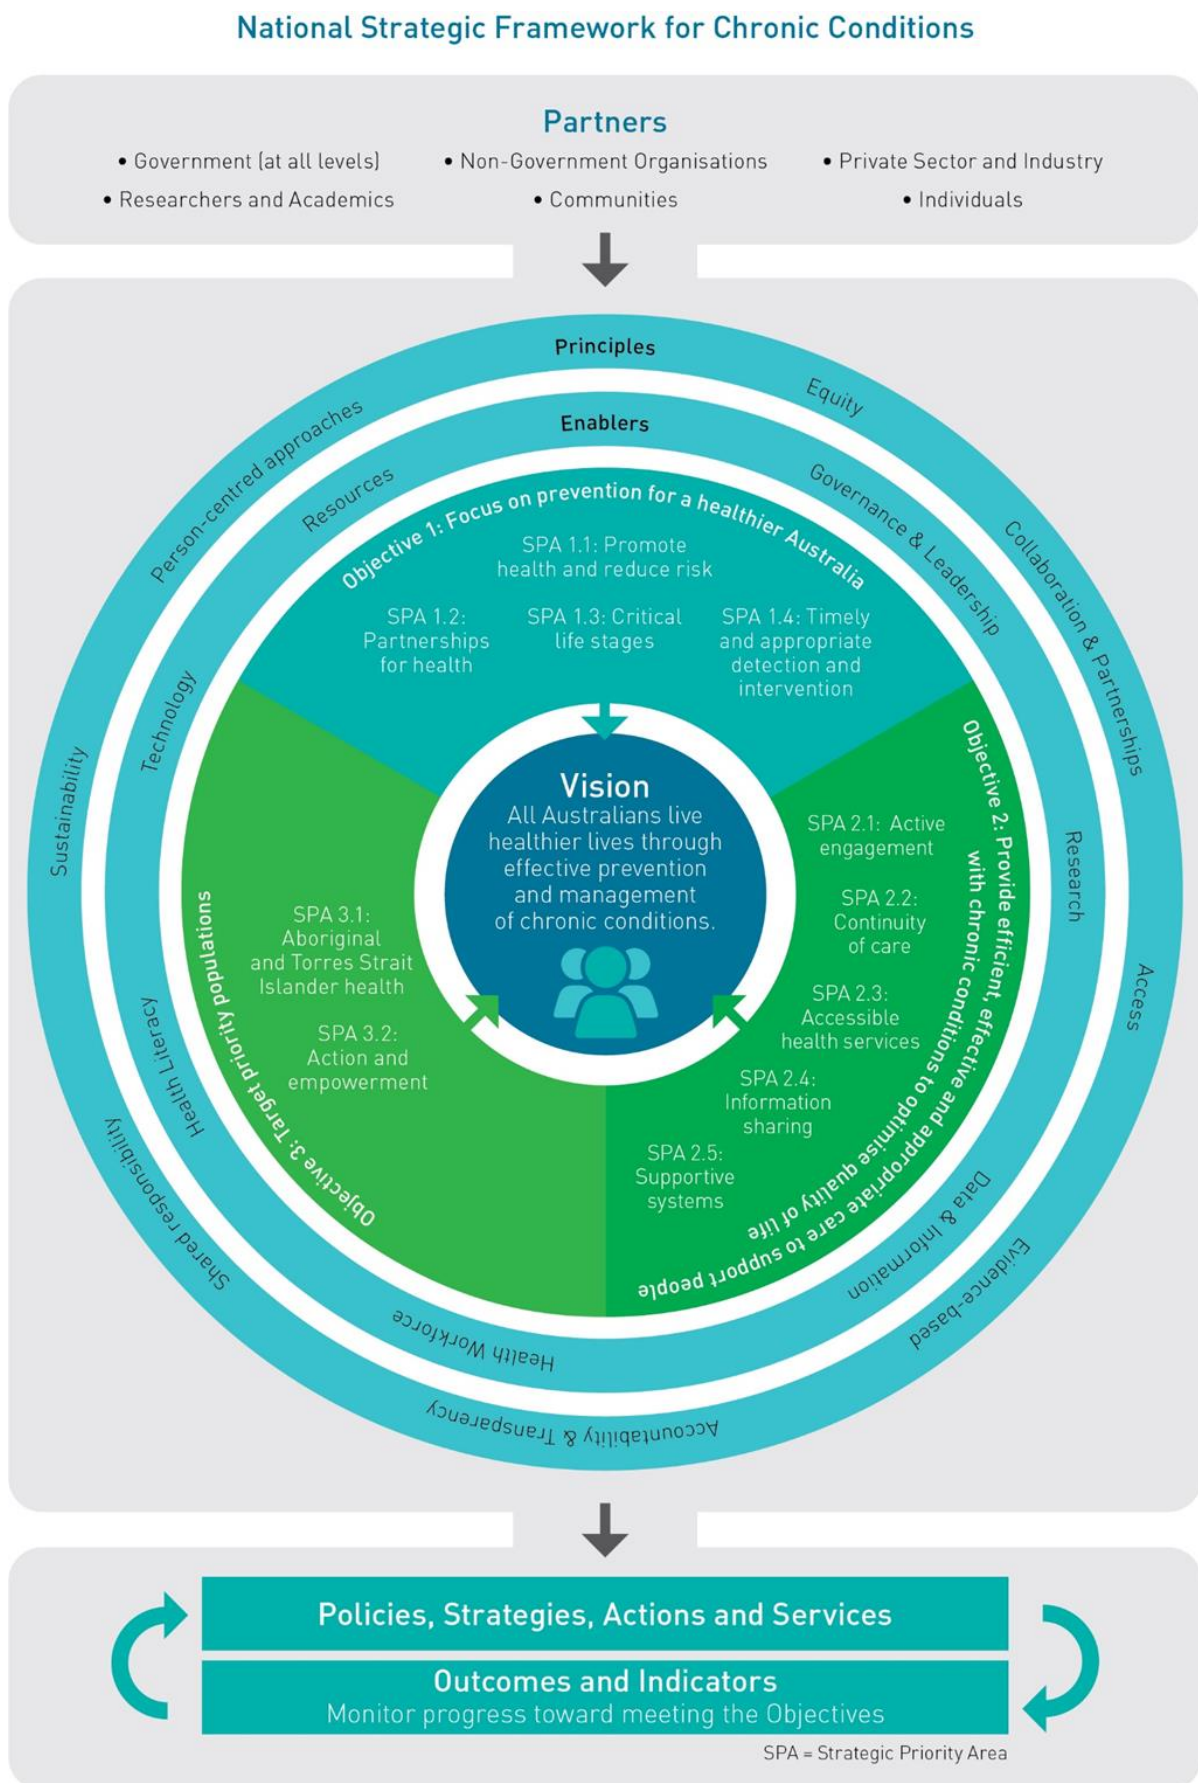 National Strategic Framework for Chronic Conditions
Partners
• Government (at all levels)
• Non-Government Organisations
• Private Sector and Industry
• Researchers and Academics
• Communities
• Individuals
Principles
Equity
Collaboration & Partnerships
Access
Evidence-based
Accountability & Transparency
Shared responsibility
Sustainability
Person-centred approaches
Enablers
Governance & Leadership
Research
Data & Information
Health Workforce
Health Literacy
Technology
Resources
Objective 1: Focus on prevention for a healthier Australia
SPA 1.1: Promote
health and reduce risk
SPA 1.2:
Partnerships
for health
SPA 1.3: Critical
life stages
SPA 1.4: Timely
and appropriate
detection and
intervention
Objective 2: Provide efficient, effective and appropriate care to support people
with chronic conditions to optimise quality of life
SPA 2.1: Active
engagement
SPA 2.2:
Continuity
of care
SPA 2.3:
Accessible
health services
SPA 2.4:
Information
sharing
SPA 2.5:
Supportive
systems
Objective 3: Target priority populations
SPA 3.1:
Aboriginal
and Torres Strait
Islander health
SPA 3.2:
Action and
empowerment
Vision
All Australians live
healthier lives through
effective prevention
and management
of chronic conditions.
Policies, Strategies, Actions and Services
Outcomes and Indicators
Monitor progress toward meeting the Objectives
SPA = Strategic Priority Area